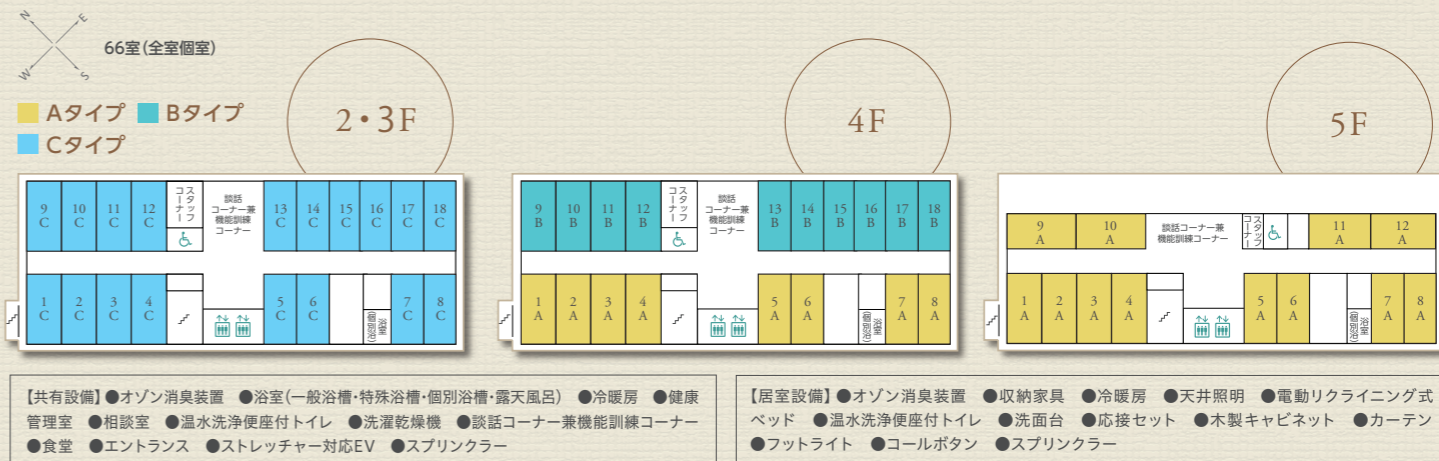 N
E
W
S
66室(全室個室)
Aタイプ Bタイプ
Cタイプ
2・3F
9 C 10 C 11 C 12 C
スタッフ
コーナー
談話
コーナー兼
機能訓練
コーナー
13 C 14 C 15 C 16 C 17 C 18 C
1 C 2 C 3 C 4 C 5 C 6 C
浴室
(個別浴)
7 C 8 C
4F
9 B 10 B 11 B 12 B
スタッフ
コーナー
談話
コーナー兼
機能訓練
コーナー
13 B 14 B 15 B 16 B 17 B 18 B
1 A 2 A 3 A 4 A 5 A 6 A
浴室
(個別浴)
7 A 8 A
5F
9 A 10 A
談話コーナー兼
機能訓練コーナー
スタッフ
コーナー
11 A 12 A
1 A 2 A 3 A 4 A 5 A 6 A
浴室
(個別浴)
7 A 8 A
【共有設備】●オゾン消臭装置 ●浴室(一般浴槽・特殊浴槽・個別浴槽・露天風呂) ●冷暖房 ●健康
管理室 ●相談室 ●温水洗浄便座付トイレ ●洗濯乾燥機 ●談話コーナー兼機能訓練コーナー
●食堂 ●エントランス ●ストレッチャー対応EV ●スプリンクラー
【居室設備】●オゾン消臭装置 ●収納家具 ●冷暖房 ●天井照明 ●電動リクライニング式
ベッド ●温水洗浄便座付トイレ ●洗面台 ●応接セット ●木製キャビネット ●カーテン
●フットライト ●コールボタン ●スプリンクラー